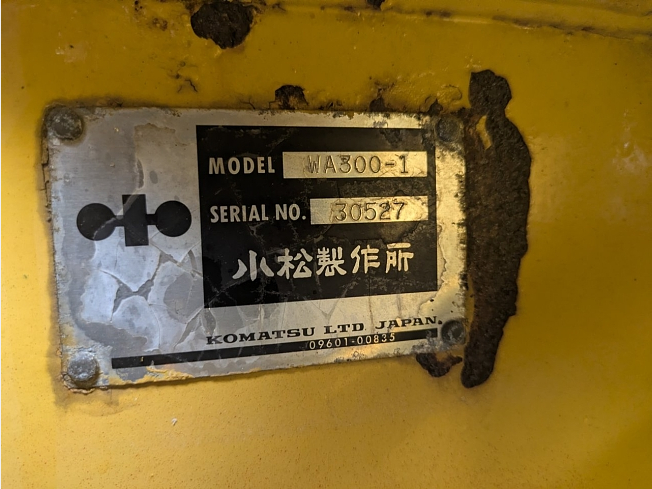 MODEL WA300-1
SERIAL NO. 30527
小松製作所
KOMATSU LTD JAPAN.
09601-00835